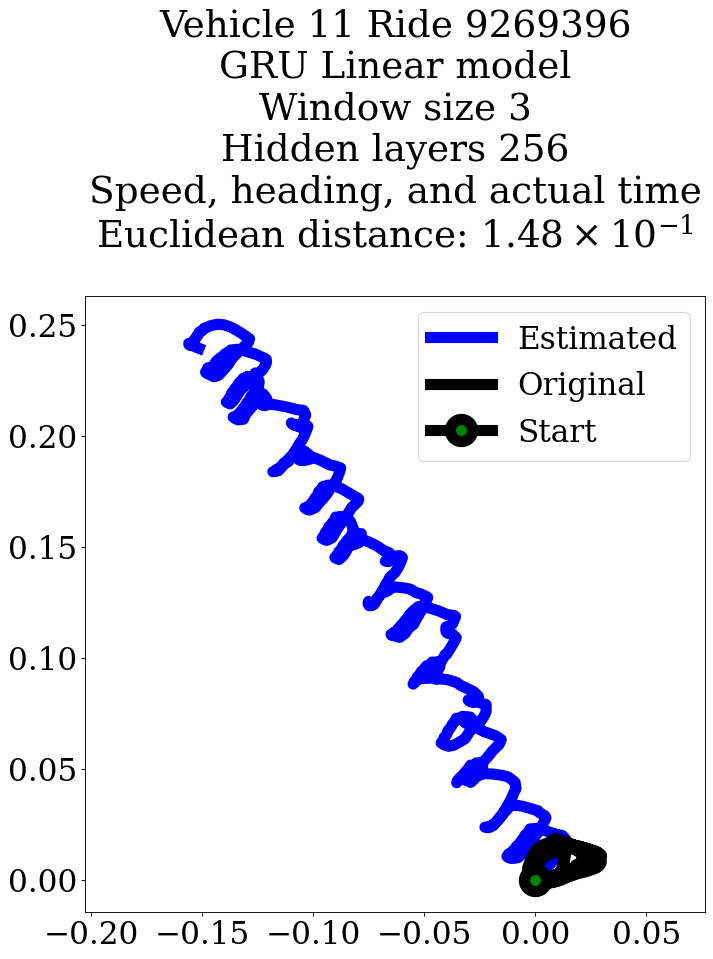 Vehicle 11 Ride 9269396
GRU Linear model
Window size 3
Hidden layers 256
Speed, heading, and actual time
Euclidean distance: 1.48 × 10⁻¹
Estimated
Original
Start
0.25
0.20
0.15
0.10
0.05
0.00
−0.20 −0.15 −0.10 −0.05 0.00 0.05